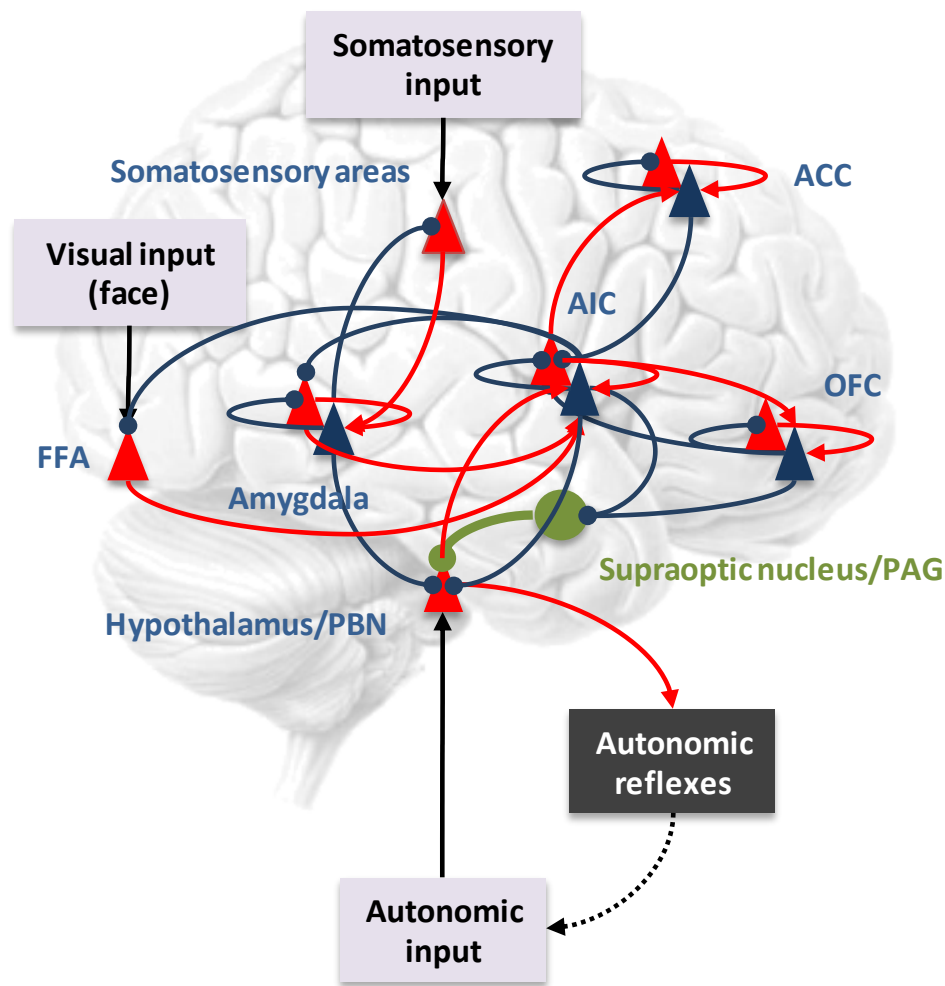 Somatosensory
input
Somatosensory areas
ACC
Visual input
(face)
AIC
OFC
FFA
Amygdala
Supraoptic nucleus/PAG
Hypothalamus/PBN
Autonomic
reflexes
Autonomic
input